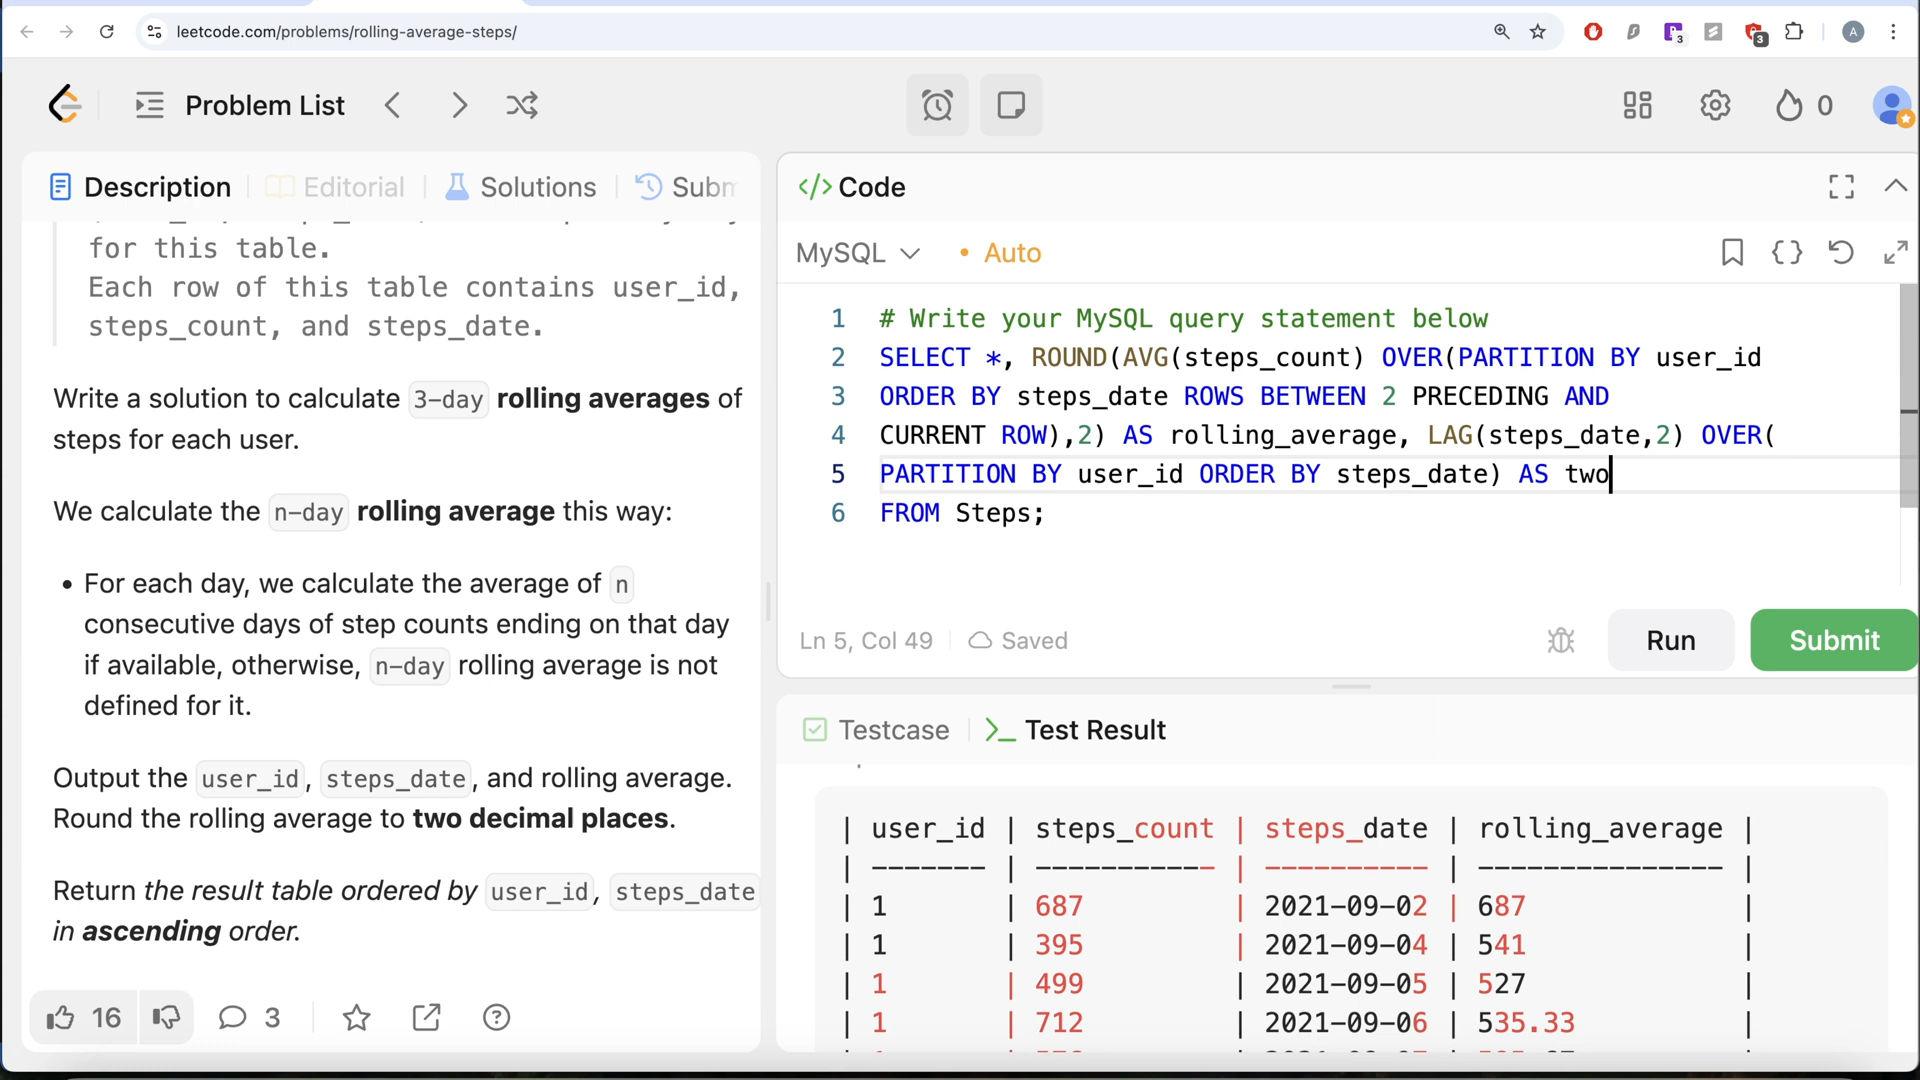 leetcode.com/problems/rolling-average-steps/
3
3
A
Problem List
0
Description
Editorial
Solutions
Subm
for this table.
Each row of this table contains user_id,
steps_count, and steps_date.
Write a solution to calculate 3-day rolling averages of
steps for each user.
We calculate the n-day rolling average this way:
• For each day, we calculate the average of n
consecutive days of step counts ending on that day
if available, otherwise, n-day rolling average is not
defined for it.
Output the user_id, steps_date, and rolling average.
Round the rolling average to two decimal places.
Return the result table ordered by user_id, steps_date
in ascending order.
16
3
</> Code
MySQL
• Auto
1 # Write your MySQL query statement below
2 SELECT *, ROUND(AVG(steps_count) OVER(PARTITION BY user_id
3 ORDER BY steps_date ROWS BETWEEN 2 PRECEDING AND
4 CURRENT ROW),2) AS rolling_average, LAG(steps_date,2) OVER(
5 PARTITION BY user_id ORDER BY steps_date) AS two
6 FROM Steps;
Ln 5, Col 49
Saved
Run
Submit
Testcase
>_ Test Result
| user_id | steps_count | steps_date | rolling_average |
| ------- | ----------- | ---------- | --------------- |
| 1 | 687 | 2021-09-02 | 687 |
| 1 | 395 | 2021-09-04 | 541 |
| 1 | 499 | 2021-09-05 | 527 |
| 1 | 712 | 2021-09-06 | 535.33 |